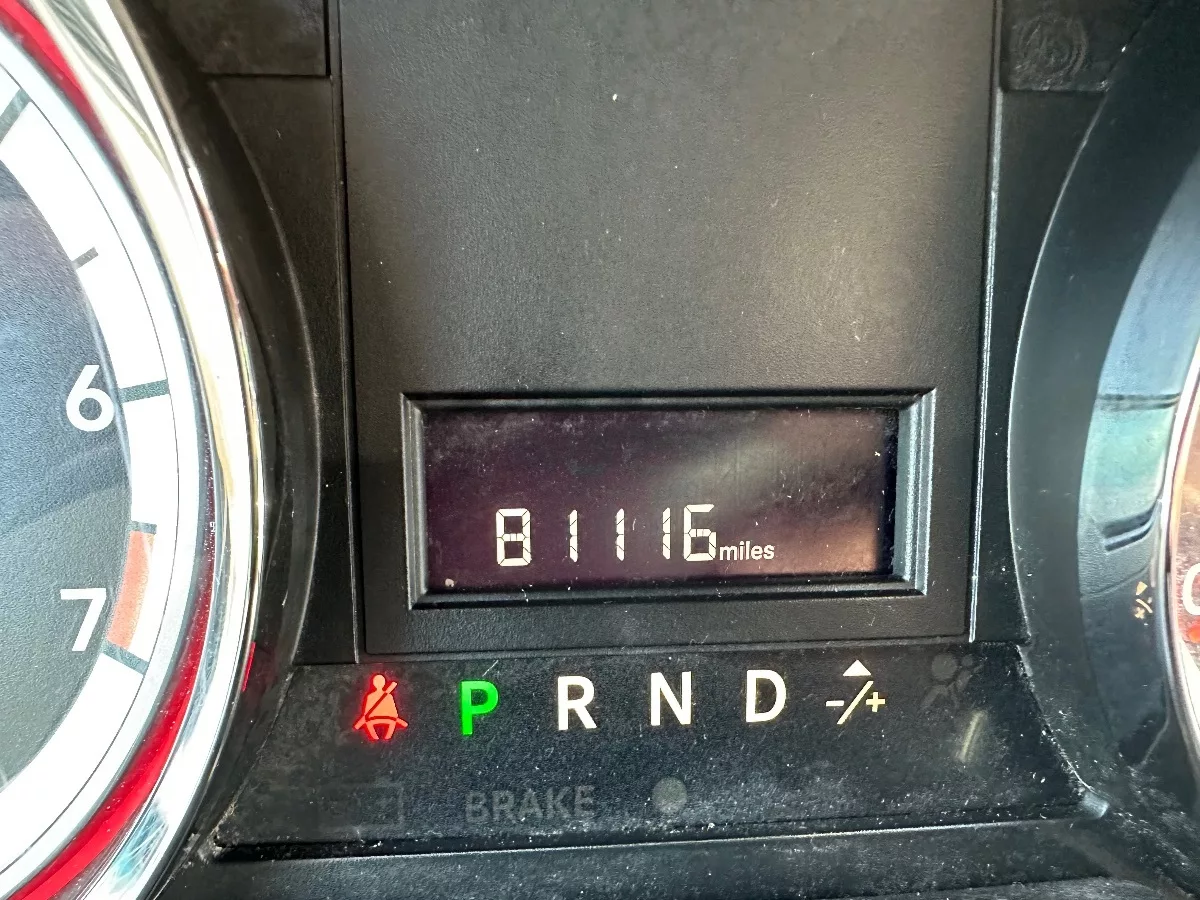 6
7
81116 miles
P R N D -/+
BRAKE